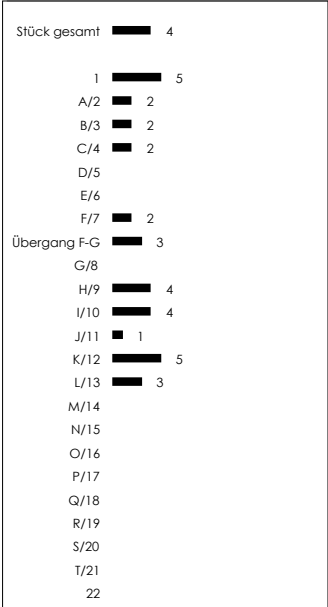 Stück gesamt 4
1 5
A/2 2
B/3 2
C/4 2
D/5
E/6
F/7 2
Übergang F-G 3
G/8
H/9 4
I/10 4
J/11 1
K/12 5
L/13 3
M/14
N/15
O/16
P/17
Q/18
R/19
S/20
T/21
22